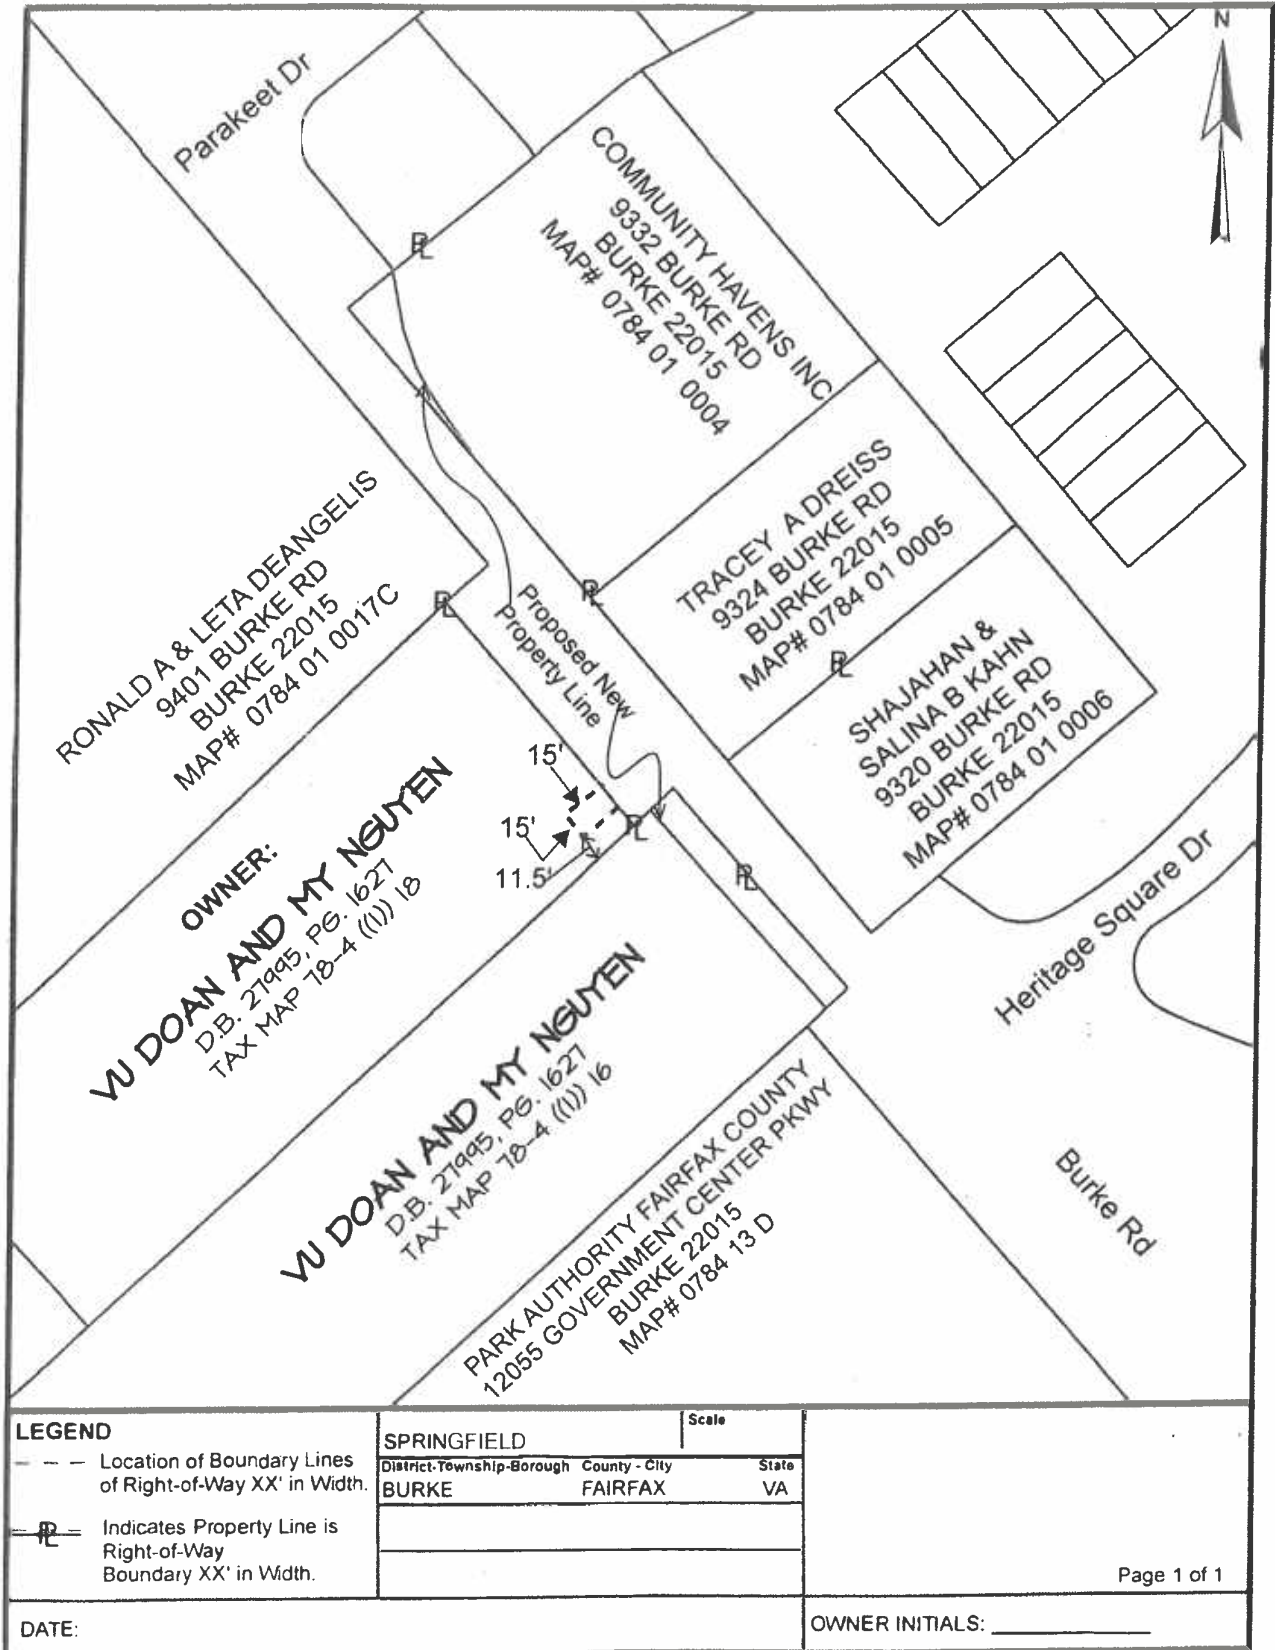 N
Parakeet Dr
COMMUNITY HAVENS INC
9332 BURKE RD
BURKE 22015
MAP# 0784 01 0004
PL
TRACEY A DREISS
9324 BURKE RD
BURKE 22015
MAP# 0784 01 0005
PL
RONALD A & LETA DEANGELIS
9401 BURKE RD
BURKE 22015
MAP# 0784 01 0017C
PL
Proposed New
Property Line
SHAJAHAN &
SALINA B KAHN
9320 BURKE RD
BURKE 22015
MAP# 0784 01 0006
PL
15'
15'
11.5'
PL
PL
OWNER:
VU DOAN AND MY NGUYEN
D.B. 27995, PG. 1627
TAX MAP 78-4 ((1)) 18
Heritage Square Dr
VU DOAN AND MY NGUYEN
D.B. 27995, PG. 1627
TAX MAP 78-4 ((1)) 16
PARK AUTHORITY FAIRFAX COUNTY
12055 GOVERNMENT CENTER PKWY
BURKE 22015
MAP# 0784 13 D
Burke Rd
LEGEND
Location of Boundary Lines
of Right-of-Way XX' in Width.
PL Indicates Property Line is
Right-of-Way
Boundary XX' in Width.
SPRINGFIELD
Scale
District-Township-Borough County - City State
BURKE FAIRFAX VA
Page 1 of 1
DATE:
OWNER INITIALS: